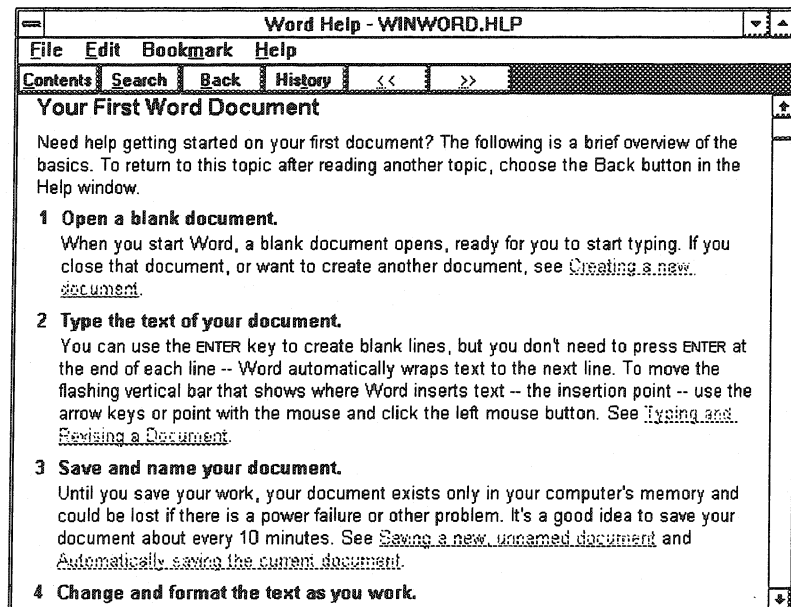 Word Help - WINWORD.HLP
File Edit Bookmark Help
Contents Search Back History << >>
Your First Word Document
Need help getting started on your first document? The following is a brief overview of the
basics. To return to this topic after reading another topic, choose the Back button in the
Help window.
1 Open a blank document.
When you start Word, a blank document opens, ready for you to start typing. If you
close that document, or want to create another document, see Creating a new
document.
2 Type the text of your document.
You can use the ENTER key to create blank lines, but you don't need to press ENTER at
the end of each line -- Word automatically wraps text to the next line. To move the
flashing vertical bar that shows where Word inserts text -- the insertion point -- use the
arrow keys or point with the mouse and click the left mouse button. See Typing and
Revising a Document.
3 Save and name your document.
Until you save your work, your document exists only in your computer's memory and
could be lost if there is a power failure or other problem. It's a good idea to save your
document about every 10 minutes. See Saving a new, unnamed document and
Automatically saving the current document.
4 Change and format the text as you work.